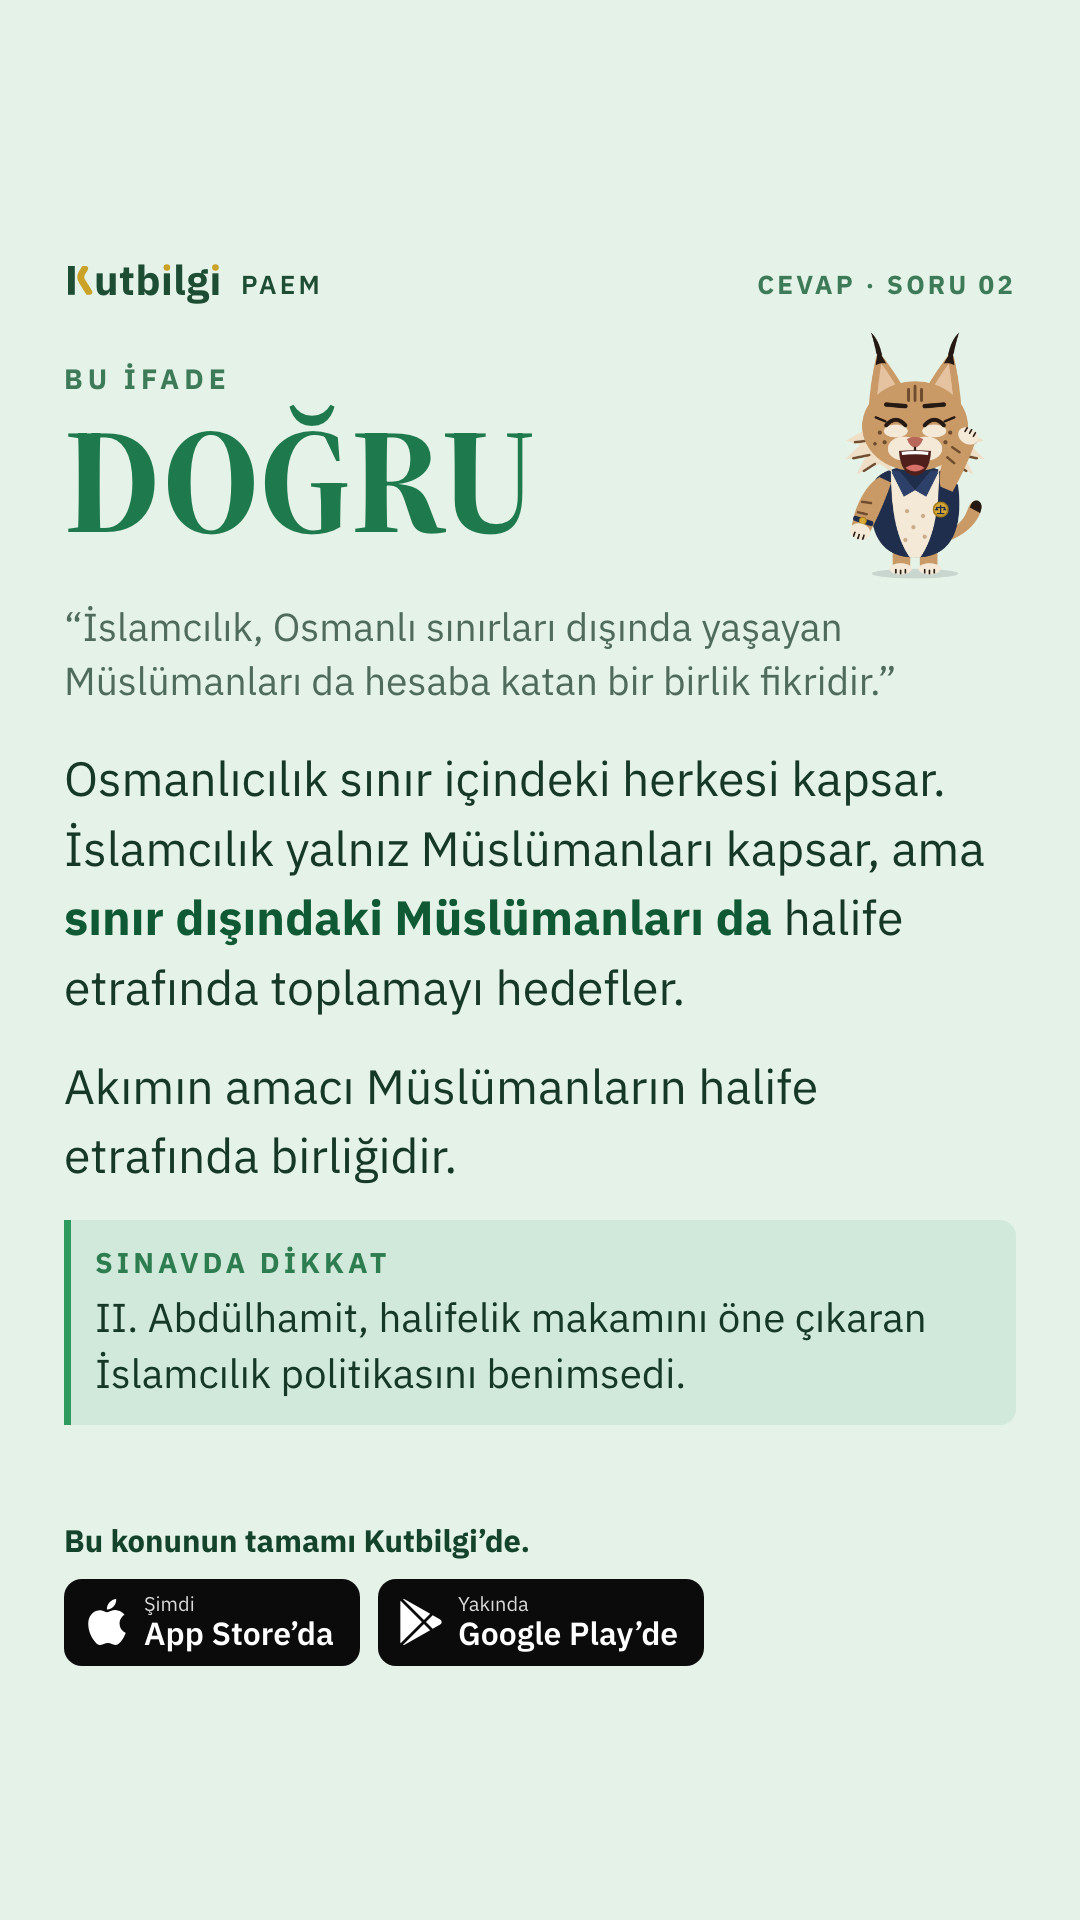 Kutbilgi PAEM
CEVAP · SORU 02
BU İFADE
DOĞRU
“İslamcılık, Osmanlı sınırları dışında yaşayan
Müslümanları da hesaba katan bir birlik fikridir.”
Osmanlıcılık sınır içindeki herkesi kapsar.
İslamcılık yalnız Müslümanları kapsar, ama
sınır dışındaki Müslümanları da halife
etrafında toplamayı hedefler.
Akımın amacı Müslümanların halife
etrafında birliğidir.
SINAVDA DİKKAT
II. Abdülhamit, halifelik makamını öne çıkaran
İslamcılık politikasını benimsedi.
Bu konunun tamamı Kutbilgi’de.
Şimdi
App Store’da
Yakında
Google Play’de